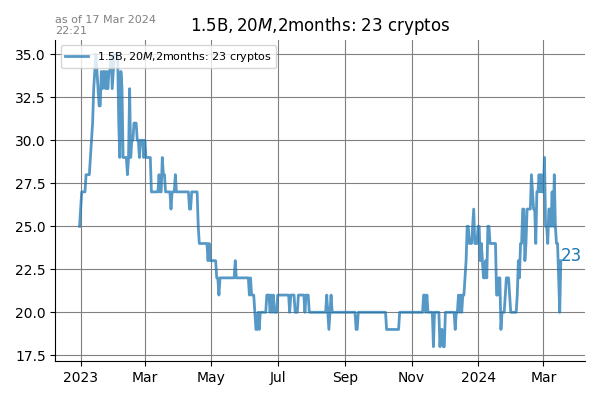 as of 17 Mar 2024
22:21
1.5B, 20M,2months: 23 cryptos
1.5B, 20M,2months: 23 cryptos
35.0
32.5
30.0
27.5
25.0
22.5
20.0
17.5
23
2023 Mar May Jul Sep Nov 2024 Mar